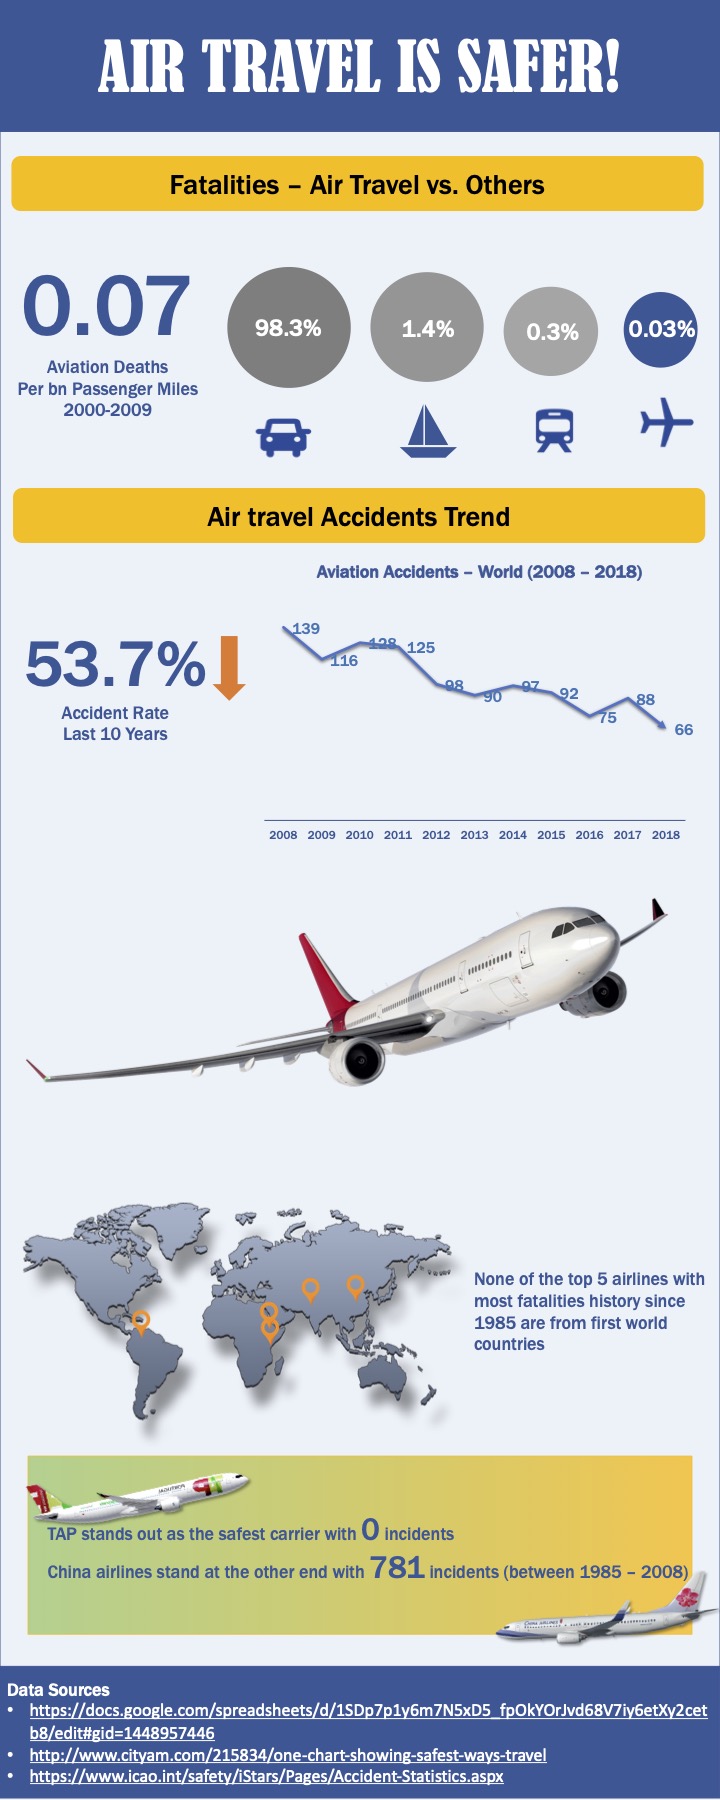 AIR TRAVEL IS SAFER!
Fatalities – Air Travel vs. Others
0.07
Aviation Deaths
Per bn Passenger Miles
2000-2009
98.3%
1.4%
0.3%
0.03%
Air travel Accidents Trend
Aviation Accidents – World (2008 – 2018)
53.7%
Accident Rate
Last 10 Years
139
116
128
125
98
90
97
92
75
88
66
2008 2009 2010 2011 2012 2013 2014 2015 2016 2017 2018
None of the top 5 airlines with
most fatalities history since
1985 are from first world
countries
TAP stands out as the safest carrier with 0 incidents
China airlines stand at the other end with 781 incidents (between 1985 – 2008)
CHINA AIRLINES
Data Sources
• https://docs.google.com/spreadsheets/d/1SDp7p1y6m7N5xD5_fpOkYOrJvd68V7iy6etXy2cet
b8/edit#gid=1448957446
• http://www.cityam.com/215834/one-chart-showing-safest-ways-travel
• https://www.icao.int/safety/iStars/Pages/Accident-Statistics.aspx